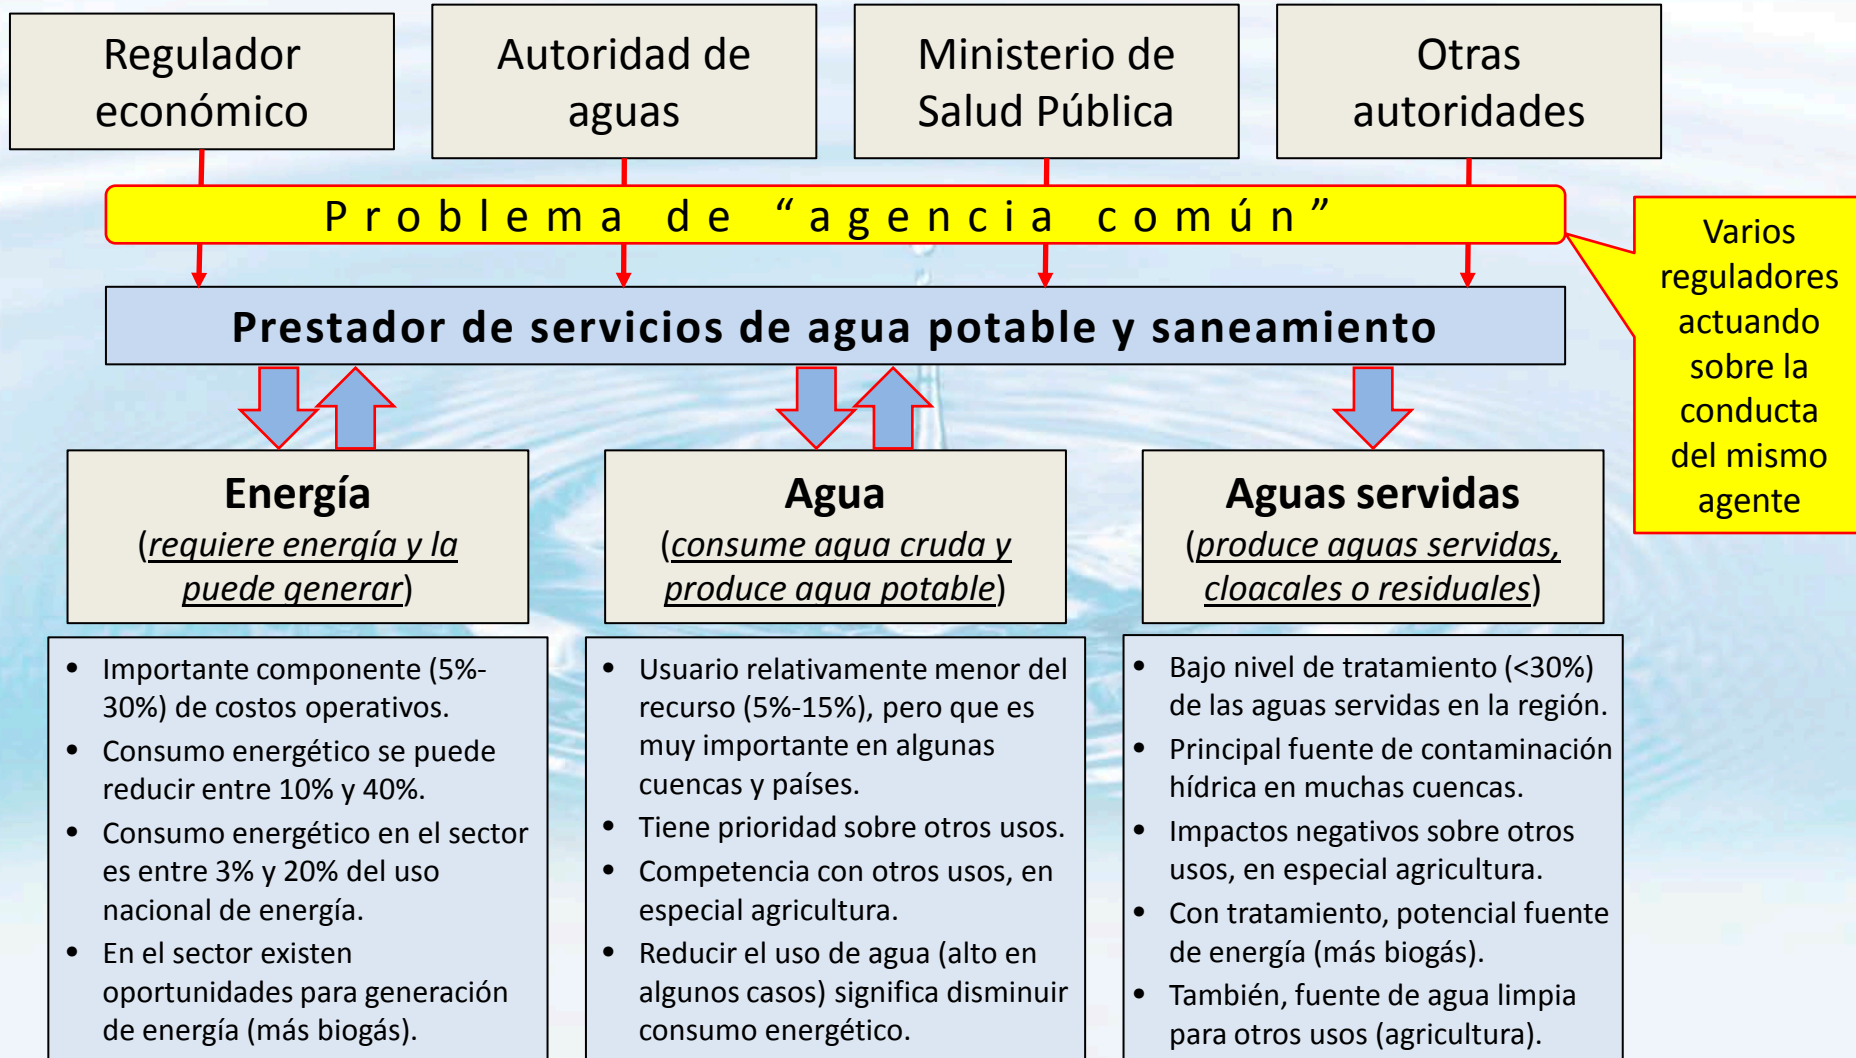 Regulador
económico
Autoridad de
aguas
Ministerio de
Salud Pública
Otras
autoridades
Problema de “agencia común”
Varios
reguladores
actuando
sobre la
conducta
del mismo
agente
Prestador de servicios de agua potable y saneamiento
Energía
(requiere energía y la
puede generar)
Agua
(consume agua cruda y
produce agua potable)
Aguas servidas
(produce aguas servidas,
cloacales o residuales)
• Importante componente (5%-
30%) de costos operativos.
• Consumo energético se puede
reducir entre 10% y 40%.
• Consumo energético en el sector
es entre 3% y 20% del uso
nacional de energía.
• En el sector existen
oportunidades para generación
de energía (más biogás).
• Usuario relativamente menor del
recurso (5%-15%), pero que es
muy importante en algunas
cuencas y países.
• Tiene prioridad sobre otros usos.
• Competencia con otros usos, en
especial agricultura.
• Reducir el uso de agua (alto en
algunos casos) significa disminuir
consumo energético.
• Bajo nivel de tratamiento (<30%)
de las aguas servidas en la región.
• Principal fuente de contaminación
hídrica en muchas cuencas.
• Impactos negativos sobre otros
usos, en especial agricultura.
• Con tratamiento, potencial fuente
de energía (más biogás).
• También, fuente de agua limpia
para otros usos (agricultura).